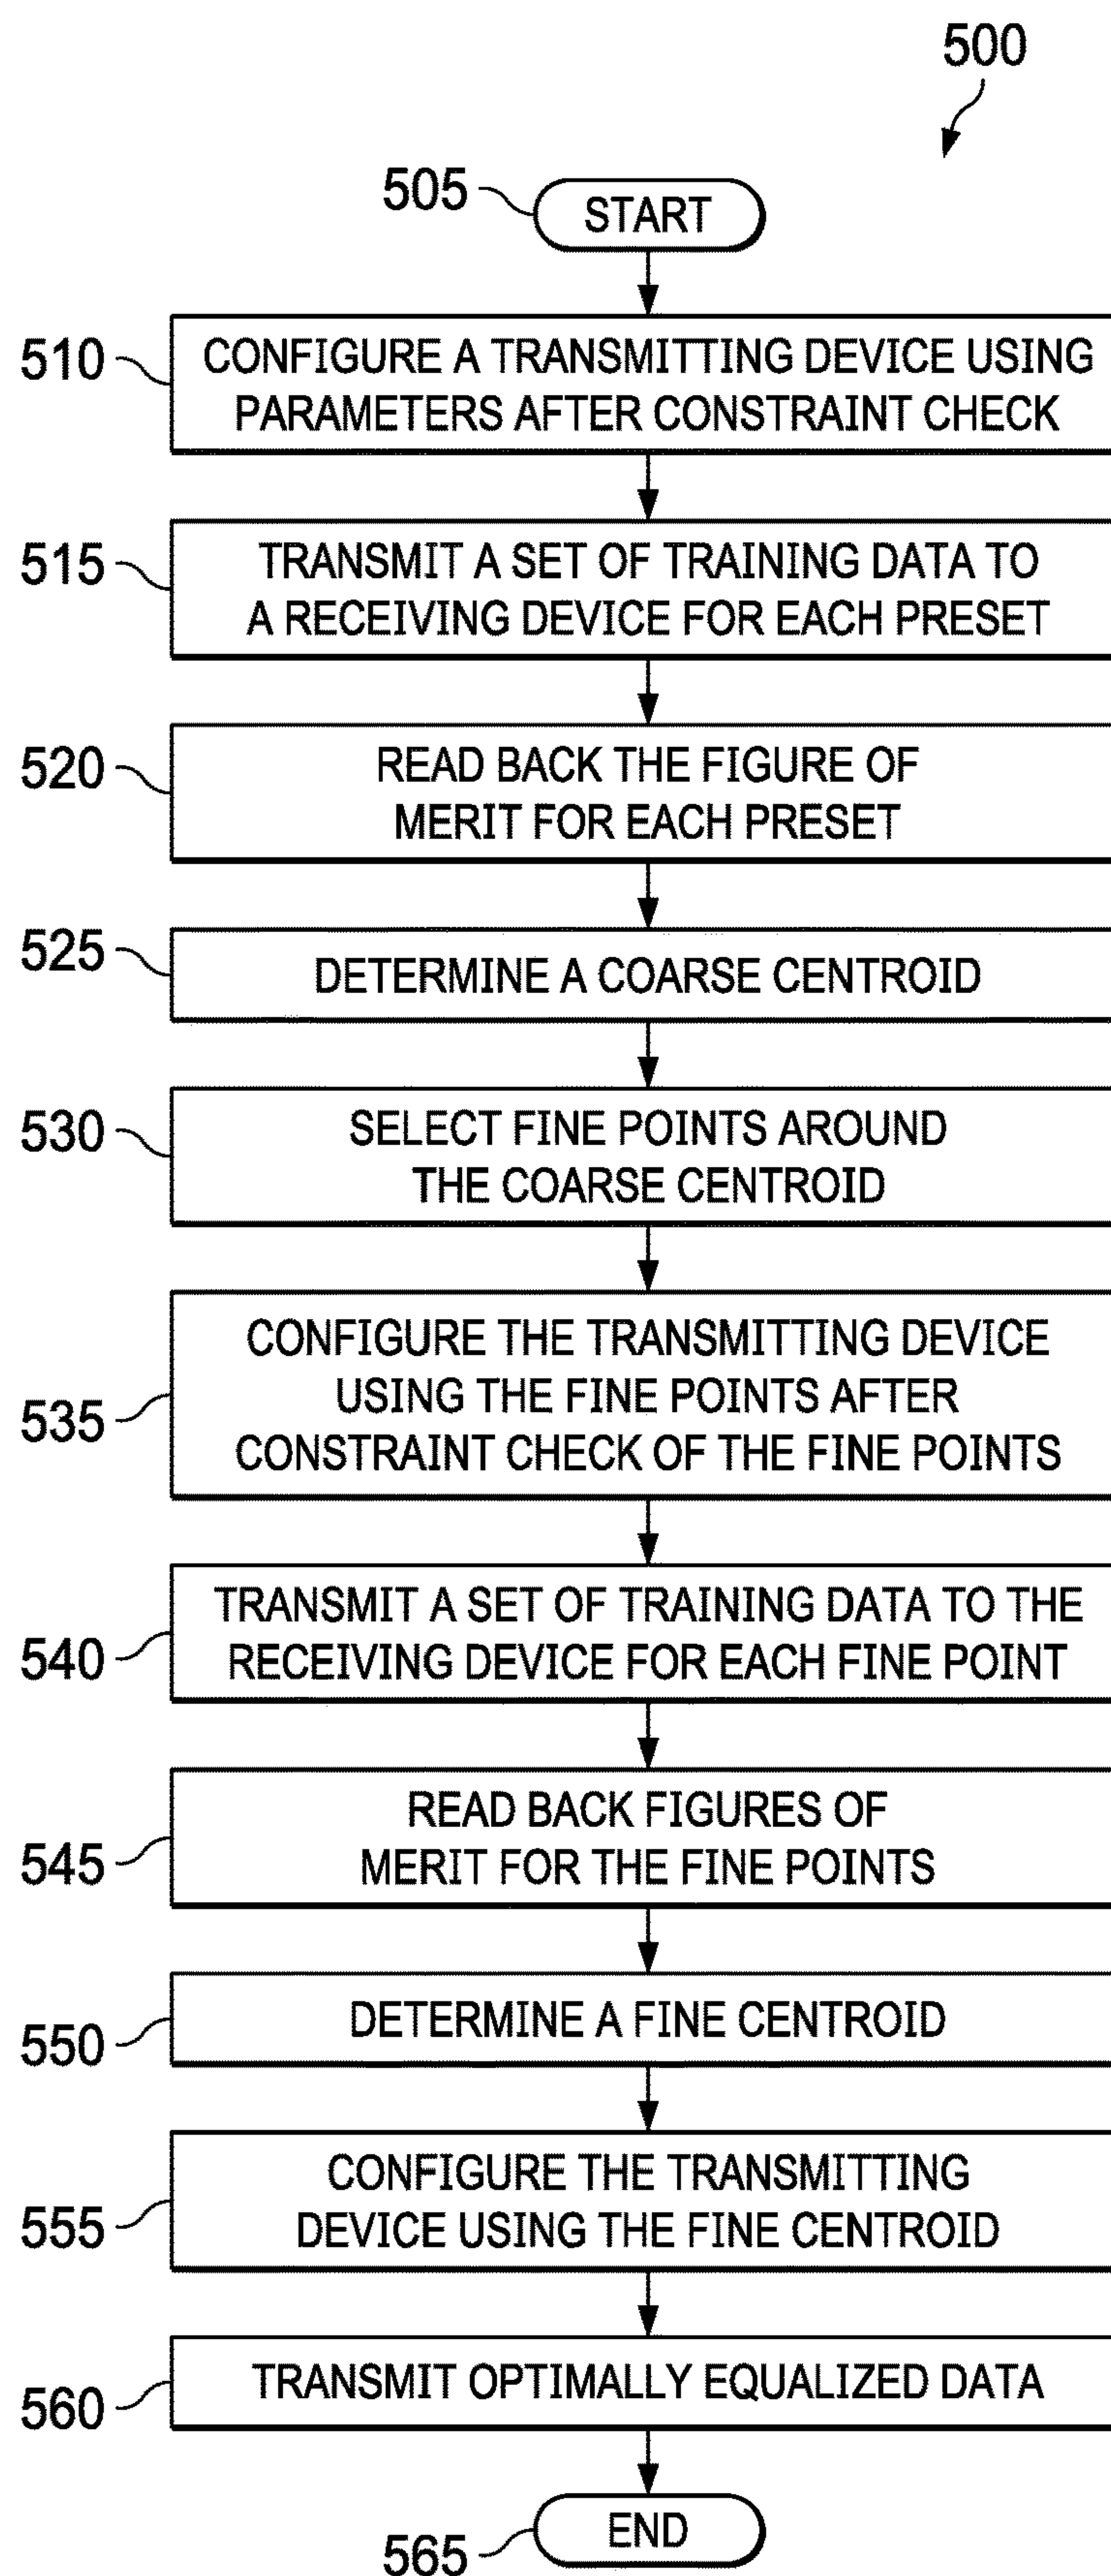 500
505
START
510
CONFIGURE A TRANSMITTING DEVICE USING
PARAMETERS AFTER CONSTRAINT CHECK
515
TRANSMIT A SET OF TRAINING DATA TO
A RECEIVING DEVICE FOR EACH PRESET
520
READ BACK THE FIGURE OF
MERIT FOR EACH PRESET
525
DETERMINE A COARSE CENTROID
530
SELECT FINE POINTS AROUND
THE COARSE CENTROID
535
CONFIGURE THE TRANSMITTING DEVICE
USING THE FINE POINTS AFTER
CONSTRAINT CHECK OF THE FINE POINTS
540
TRANSMIT A SET OF TRAINING DATA TO THE
RECEIVING DEVICE FOR EACH FINE POINT
545
READ BACK FIGURES OF
MERIT FOR THE FINE POINTS
550
DETERMINE A FINE CENTROID
555
CONFIGURE THE TRANSMITTING
DEVICE USING THE FINE CENTROID
560
TRANSMIT OPTIMALLY EQUALIZED DATA
565
END